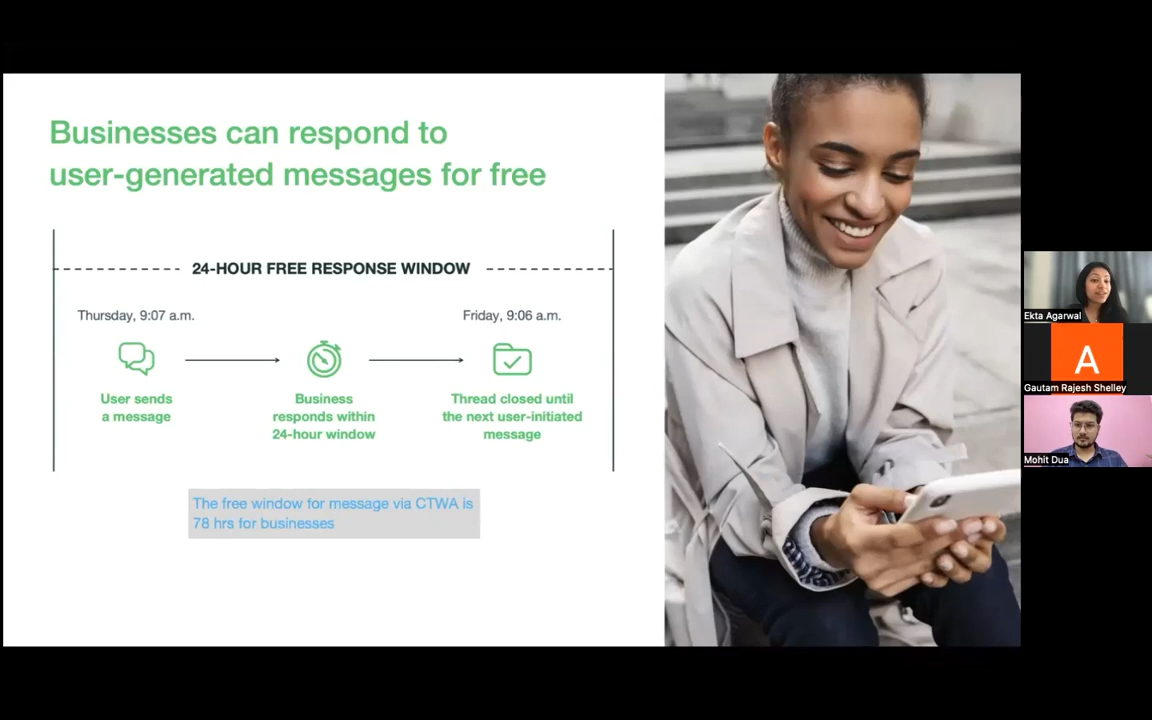 Businesses can respond to
user-generated messages for free
24-HOUR FREE RESPONSE WINDOW
Thursday, 9:07 a.m.
Friday, 9:06 a.m.
User sends
a message
Business
responds within
24-hour window
Thread closed until
the next user-initiated
message
The free window for message via CTWA is
78 hrs for businesses
Ekta Agarwal
A
Gautam Rajesh Shelley
Mohit Dua